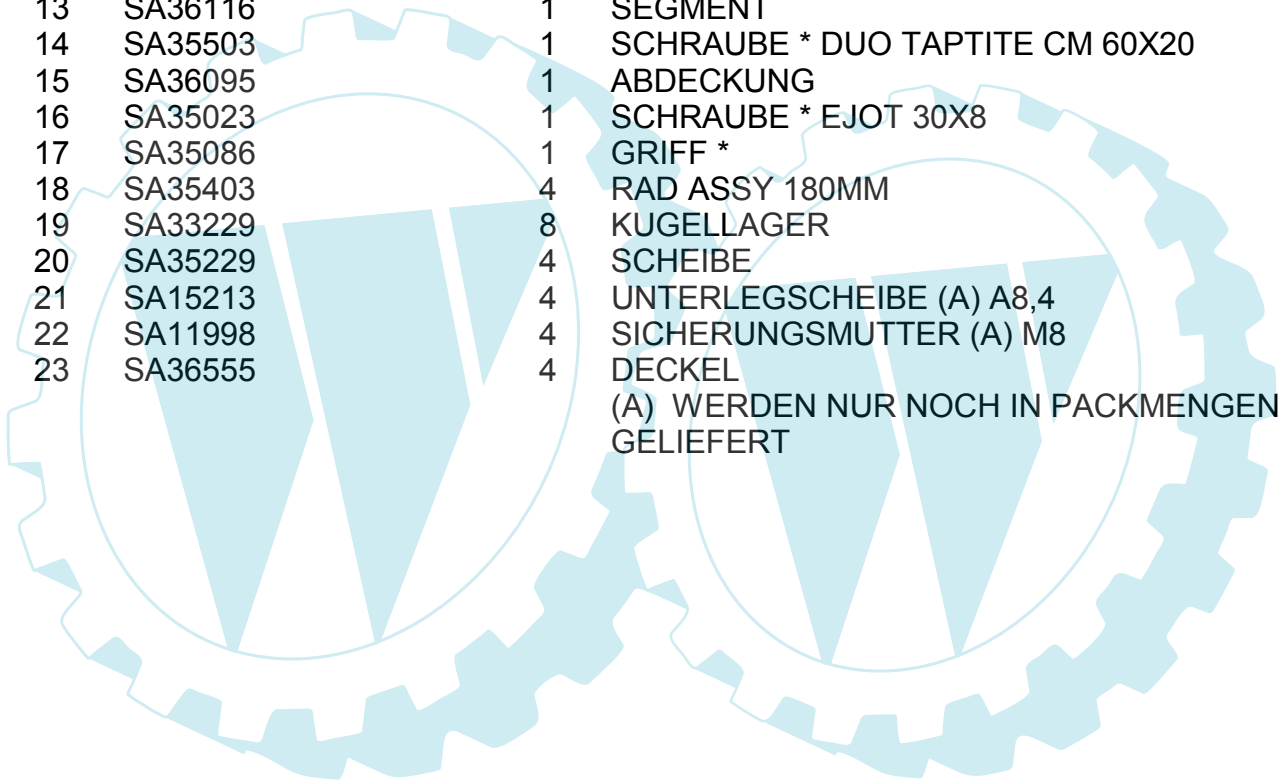 13 SA36116 1 SEGMENT
14 SA35503 1 SCHRAUBE * DUO TAPTITE CM 60X20
15 SA36095 1 ABDECKUNG
16 SA35023 1 SCHRAUBE * EJOT 30X8
17 SA35086 1 GRIFF *
18 SA35403 4 RAD ASSY 180MM
19 SA33229 8 KUGELLAGER
20 SA35229 4 SCHEIBE
21 SA15213 4 UNTERLEGSCHEIBE (A) A8,4
22 SA11998 4 SICHERUNGSMUTTER (A) M8
23 SA36555 4 DECKEL
(A) WERDEN NUR NOCH IN PACKMENGEN
GELIEFERT